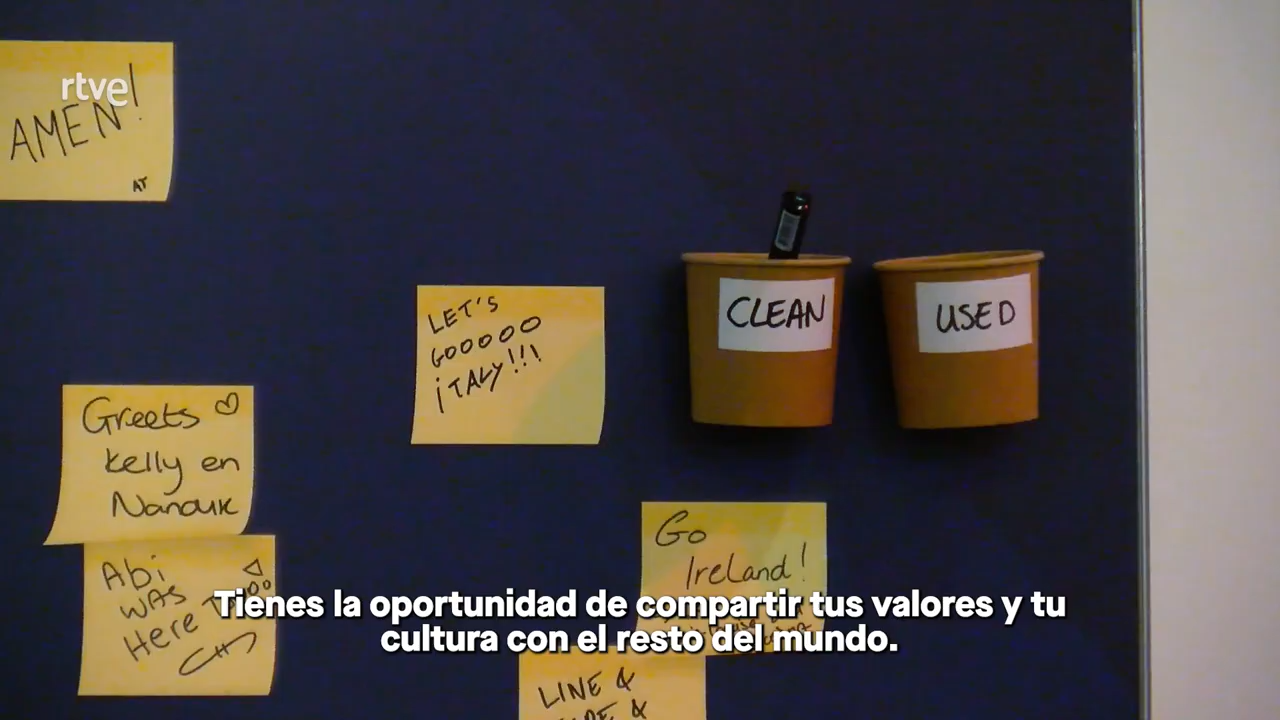 rtve
AMEN!
AT
LET'S
GOOOOO
ITALY!!!
CLEAN
USED
Greets
Kelly en
Nanouk
Go
Ireland!
Abi
WAS
Here
Tienes la oportunidad de compartir tus valores y tu
cultura con el resto del mundo.
LINE &